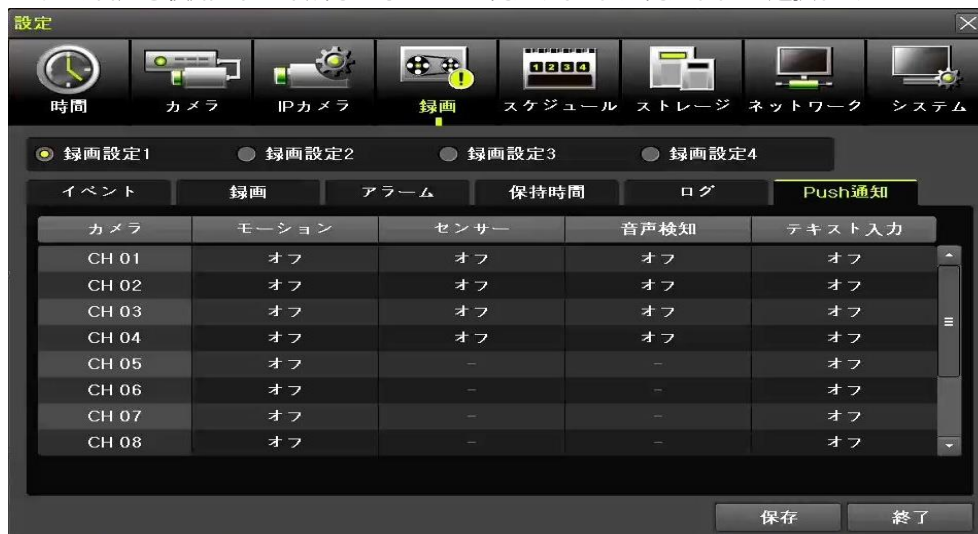 設定
1 2 3 4
時間 カメラ IPカメラ 録画 スケジュール ストレージ ネットワーク システム
録画設定1 録画設定2 録画設定3 録画設定4
イベント 録画 アラーム 保持時間 ログ Push通知
カメラ モーション センサー 音声検知 テキスト入力
CH 01 オフ オフ オフ オフ
CH 02 オフ オフ オフ オフ
CH 03 オフ オフ オフ オフ
CH 04 オフ オフ オフ オフ
CH 05 オフ − − オフ
CH 06 オフ − − オフ
CH 07 オフ − − オフ
CH 08 オフ − − オフ
保存 終了